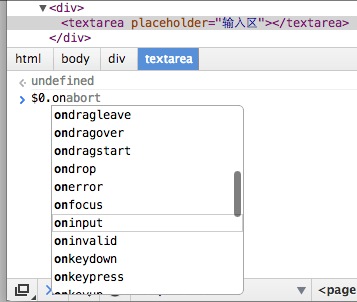 ▼<div>
<textarea placeholder="输入区"></textarea>
</div>
html body div textarea
undefined
$0.onabort
ondragleave
ondragover
ondragstart
ondrop
onerror
onfocus
oninput
oninvalid
onkeydown
onkeypress
onkeyup
<page